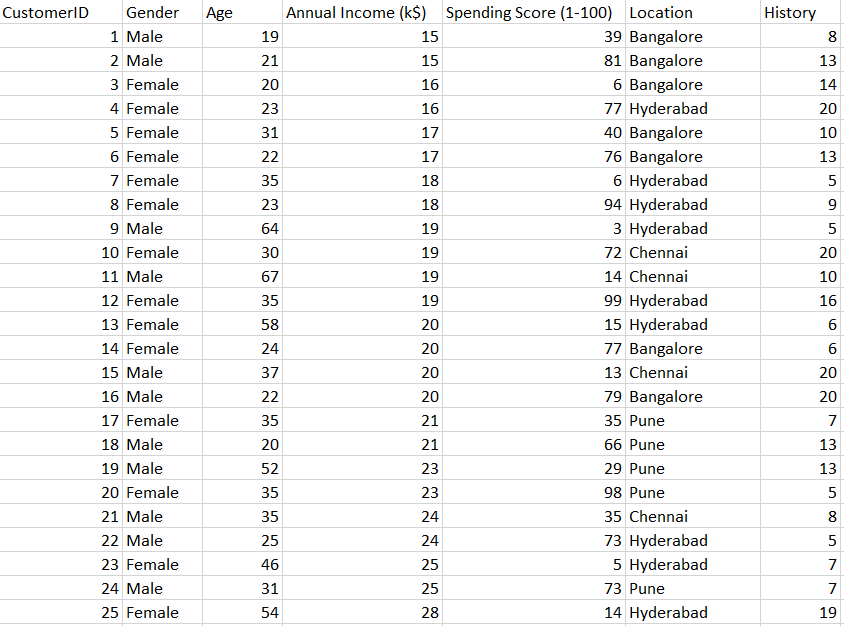 CustomerID Gender Age Annual Income (k$) Spending Score (1-100) Location History
1 Male 19 15 39 Bangalore 8
2 Male 21 15 81 Bangalore 13
3 Female 20 16 6 Bangalore 14
4 Female 23 16 77 Hyderabad 20
5 Female 31 17 40 Bangalore 10
6 Female 22 17 76 Bangalore 13
7 Female 35 18 6 Hyderabad 5
8 Female 23 18 94 Hyderabad 9
9 Male 64 19 3 Hyderabad 5
10 Female 30 19 72 Chennai 20
11 Male 67 19 14 Chennai 10
12 Female 35 19 99 Hyderabad 16
13 Female 58 20 15 Hyderabad 6
14 Female 24 20 77 Bangalore 6
15 Male 37 20 13 Chennai 20
16 Male 22 20 79 Bangalore 20
17 Female 35 21 35 Pune 7
18 Male 20 21 66 Pune 13
19 Male 52 23 29 Pune 13
20 Female 35 23 98 Pune 5
21 Male 35 24 35 Chennai 8
22 Male 25 24 73 Hyderabad 5
23 Female 46 25 5 Hyderabad 7
24 Male 31 25 73 Pune 7
25 Female 54 28 14 Hyderabad 19